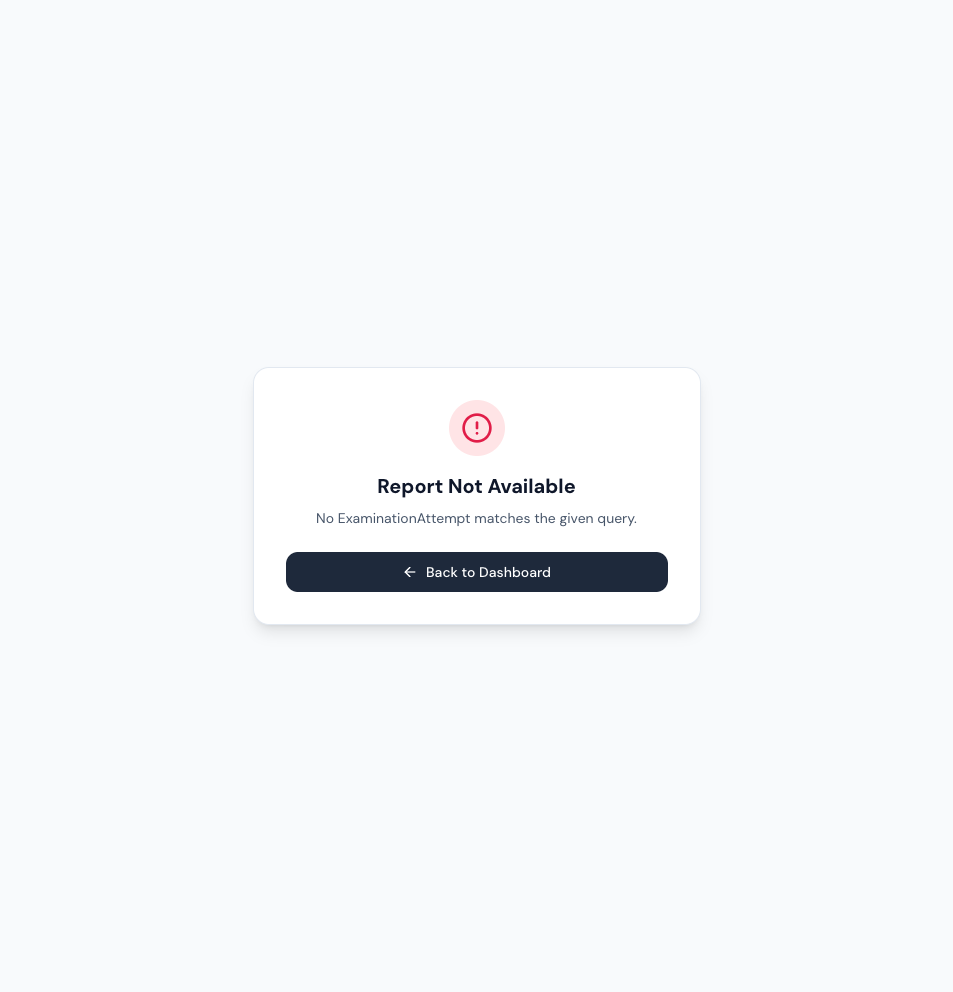 Report Not Available
No ExaminationAttempt matches the given query.
Back to Dashboard